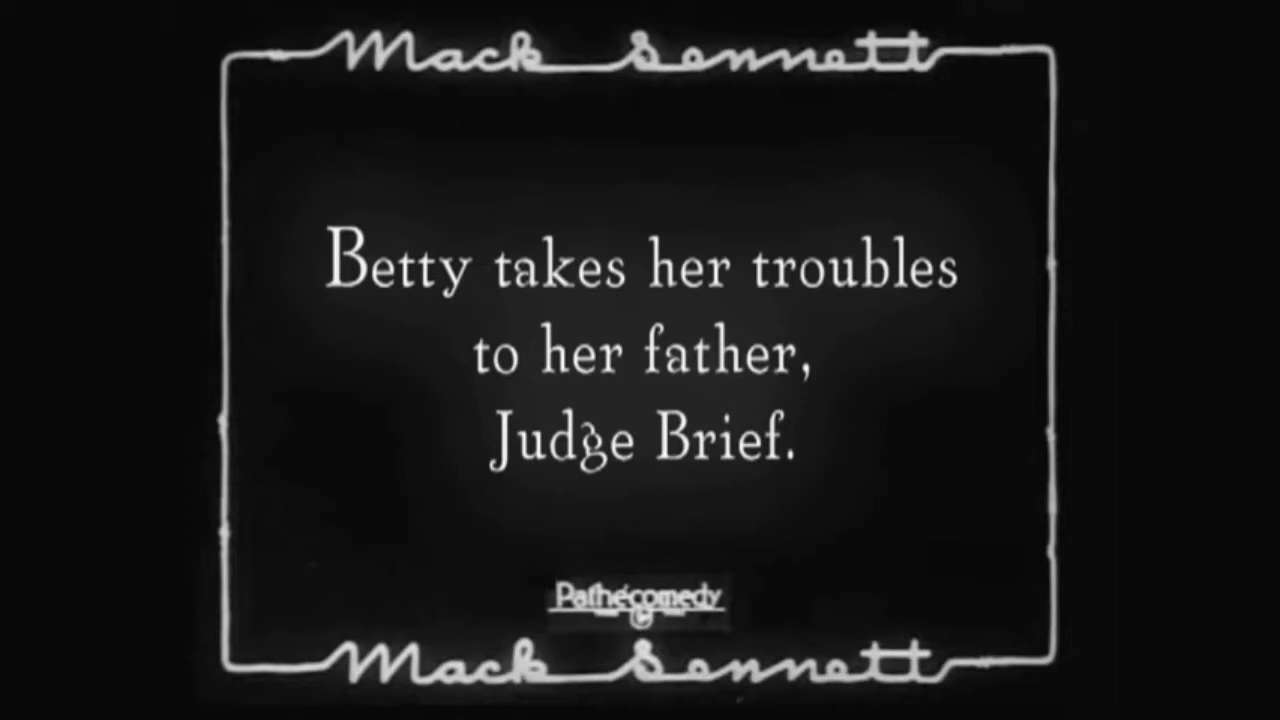 Mack Sennett
Betty takes her troubles
to her father,
Judge Brief.
Pathécomedy
Mack Sennett